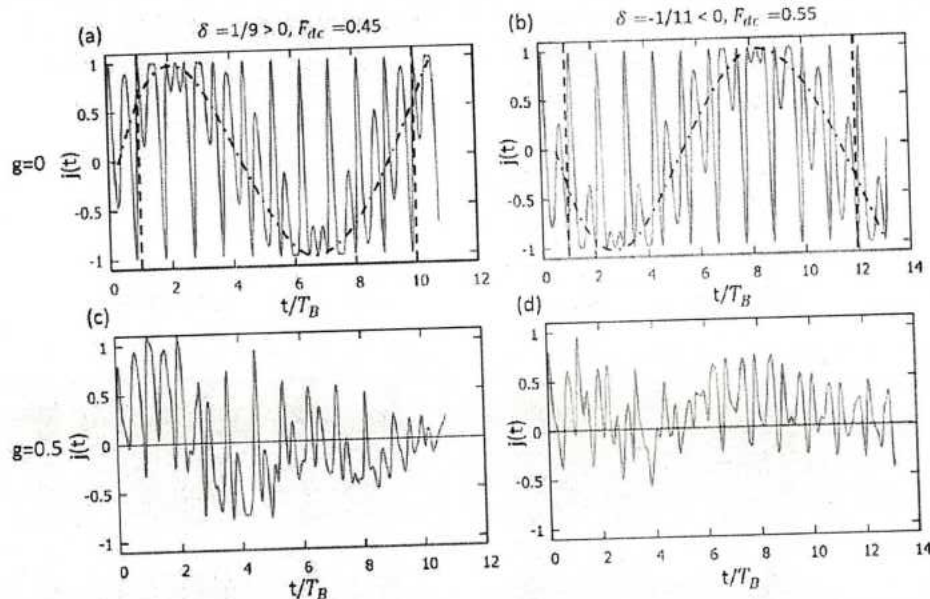 (a) δ =1/9 > 0, F_dc =0.45
(b) δ = -1/11 < 0, F_dc =0.55
g=0
j(t)
1
0.5
0
-0.5
-1
0 2 4 6 8 10 12
t/T_B
j(t)
1
0.5
0
-0.5
-1
0 2 4 6 8 10 12 14
t/T_B
(c)
(d)
g=0.5
j(t)
1
0.5
0
-0.5
-1
0 2 4 6 8 10 12
t/T_B
j(t)
1
0.5
0
-0.5
-1
0 2 4 6 8 10 12 14
t/T_B